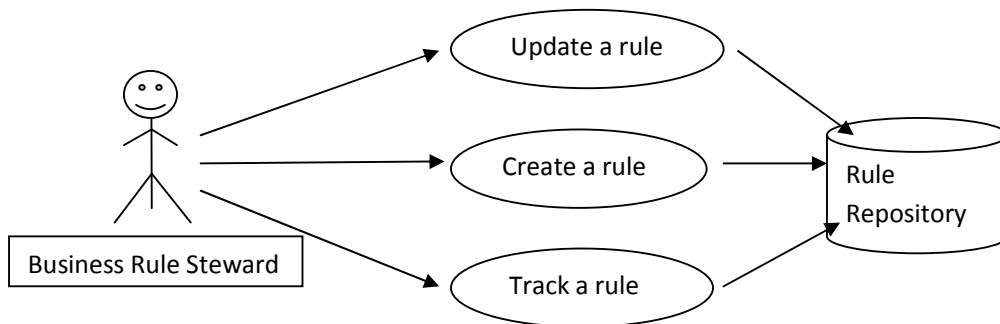 Update a rule
Create a rule
Rule
Repository
Business Rule Steward
Track a rule